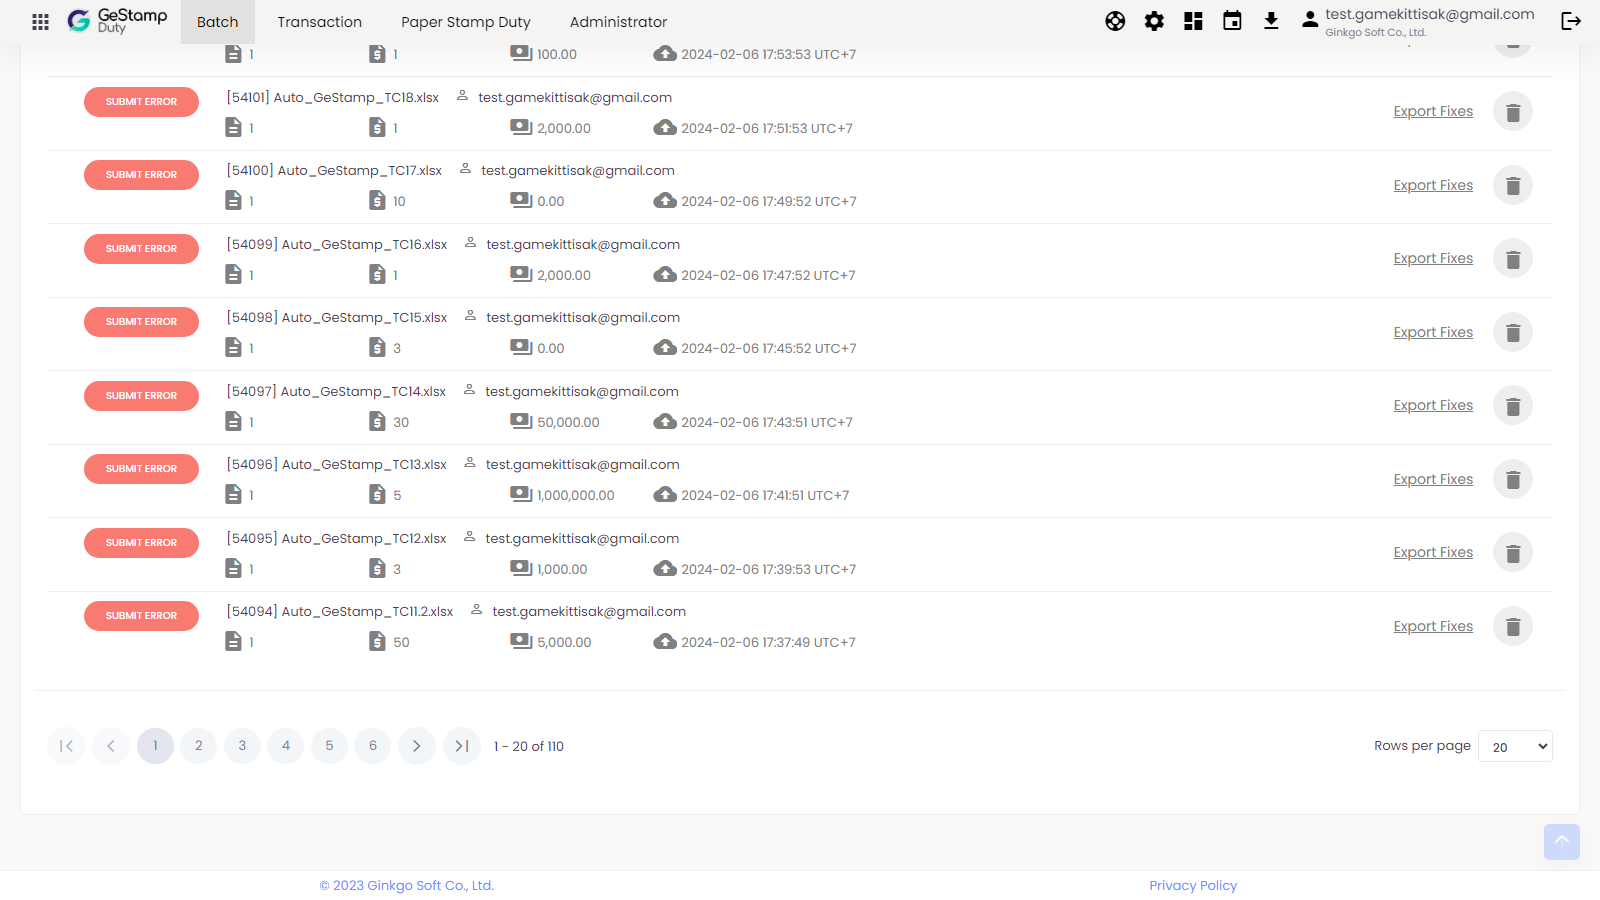 GeStamp
Duty
Batch
Transaction
Paper Stamp Duty
Administrator
test.gamekittisak@gmail.com
Ginkgo Soft Co., Ltd.
1
1
100.00
2024-02-06 17:53:53 UTC+7
SUBMIT ERROR
[54101] Auto_GeStamp_TC18.xlsx
test.gamekittisak@gmail.com
1
1
2,000.00
2024-02-06 17:51:53 UTC+7
Export Fixes
SUBMIT ERROR
[54100] Auto_GeStamp_TC17.xlsx
test.gamekittisak@gmail.com
1
10
0.00
2024-02-06 17:49:52 UTC+7
Export Fixes
SUBMIT ERROR
[54099] Auto_GeStamp_TC16.xlsx
test.gamekittisak@gmail.com
1
1
2,000.00
2024-02-06 17:47:52 UTC+7
Export Fixes
SUBMIT ERROR
[54098] Auto_GeStamp_TC15.xlsx
test.gamekittisak@gmail.com
1
3
0.00
2024-02-06 17:45:52 UTC+7
Export Fixes
SUBMIT ERROR
[54097] Auto_GeStamp_TC14.xlsx
test.gamekittisak@gmail.com
1
30
50,000.00
2024-02-06 17:43:51 UTC+7
Export Fixes
SUBMIT ERROR
[54096] Auto_GeStamp_TC13.xlsx
test.gamekittisak@gmail.com
1
5
1,000,000.00
2024-02-06 17:41:51 UTC+7
Export Fixes
SUBMIT ERROR
[54095] Auto_GeStamp_TC12.xlsx
test.gamekittisak@gmail.com
1
3
1,000.00
2024-02-06 17:39:53 UTC+7
Export Fixes
SUBMIT ERROR
[54094] Auto_GeStamp_TC11.2.xlsx
test.gamekittisak@gmail.com
1
50
5,000.00
2024-02-06 17:37:49 UTC+7
Export Fixes
1
2
3
4
5
6
1 - 20 of 110
Rows per page
20
© 2023 Ginkgo Soft Co., Ltd.
Privacy Policy